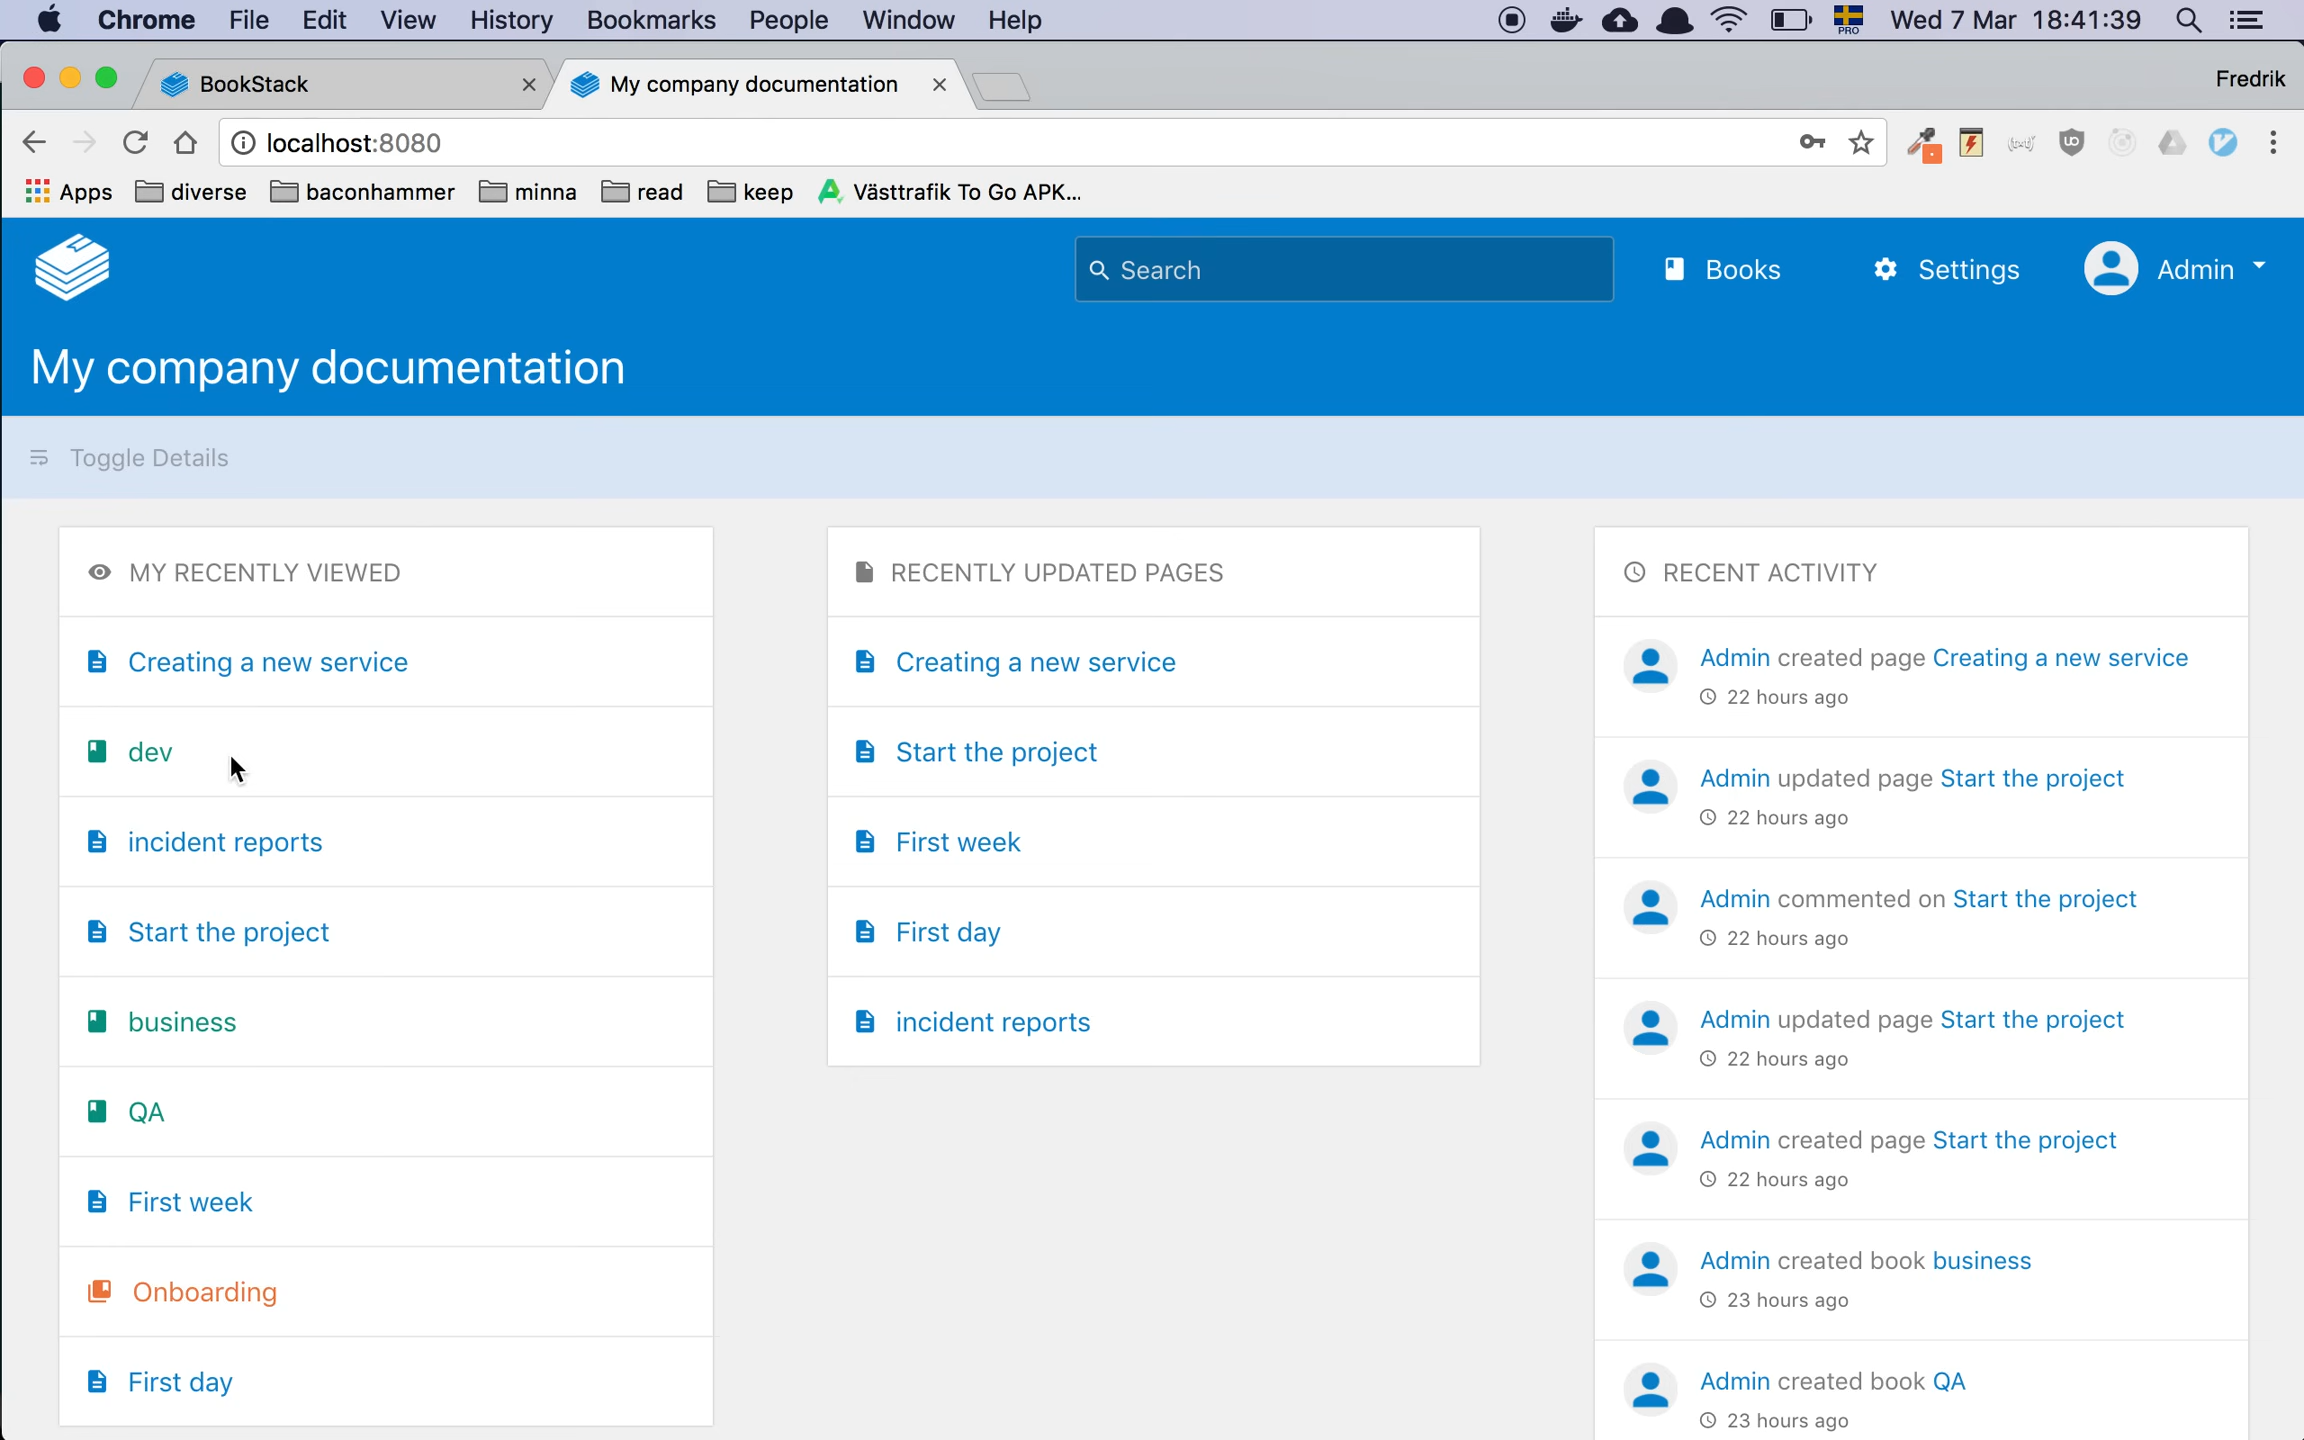 Chrome File Edit View History Bookmarks People Window Help PRO Wed 7 Mar 18:41:39
BookStack My company documentation Fredrik
localhost:8080
Apps diverse baconhammer minna read keep Västtrafik To Go APK...
Search Books Settings Admin
My company documentation
Toggle Details
MY RECENTLY VIEWED
Creating a new service
dev
incident reports
Start the project
business
QA
First week
Onboarding
First day
RECENTLY UPDATED PAGES
Creating a new service
Start the project
First week
First day
incident reports
RECENT ACTIVITY
Admin created page Creating a new service
22 hours ago
Admin updated page Start the project
22 hours ago
Admin commented on Start the project
22 hours ago
Admin updated page Start the project
22 hours ago
Admin created page Start the project
22 hours ago
Admin created book business
23 hours ago
Admin created book QA
23 hours ago